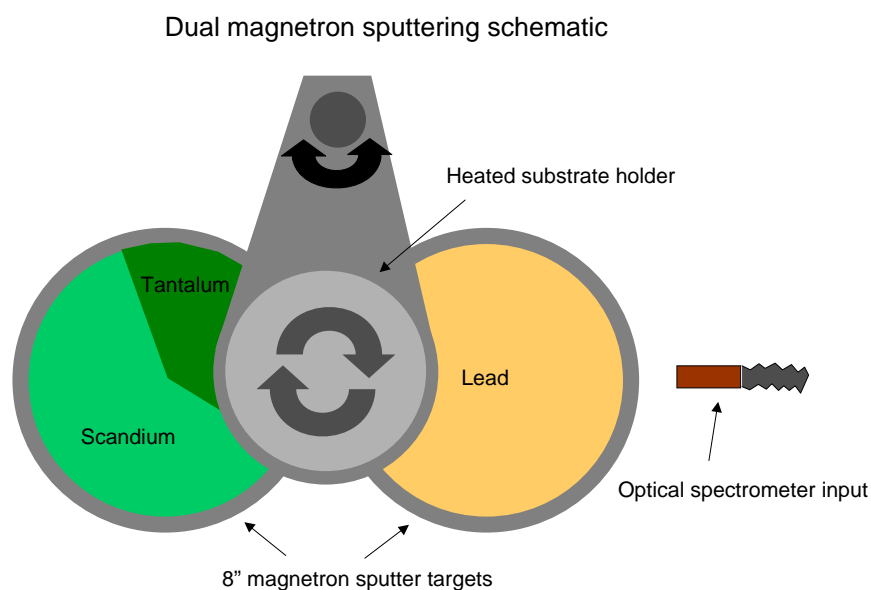 Dual magnetron sputtering schematic
Heated substrate holder
Tantalum
Lead
Scandium
Optical spectrometer input
8” magnetron sputter targets